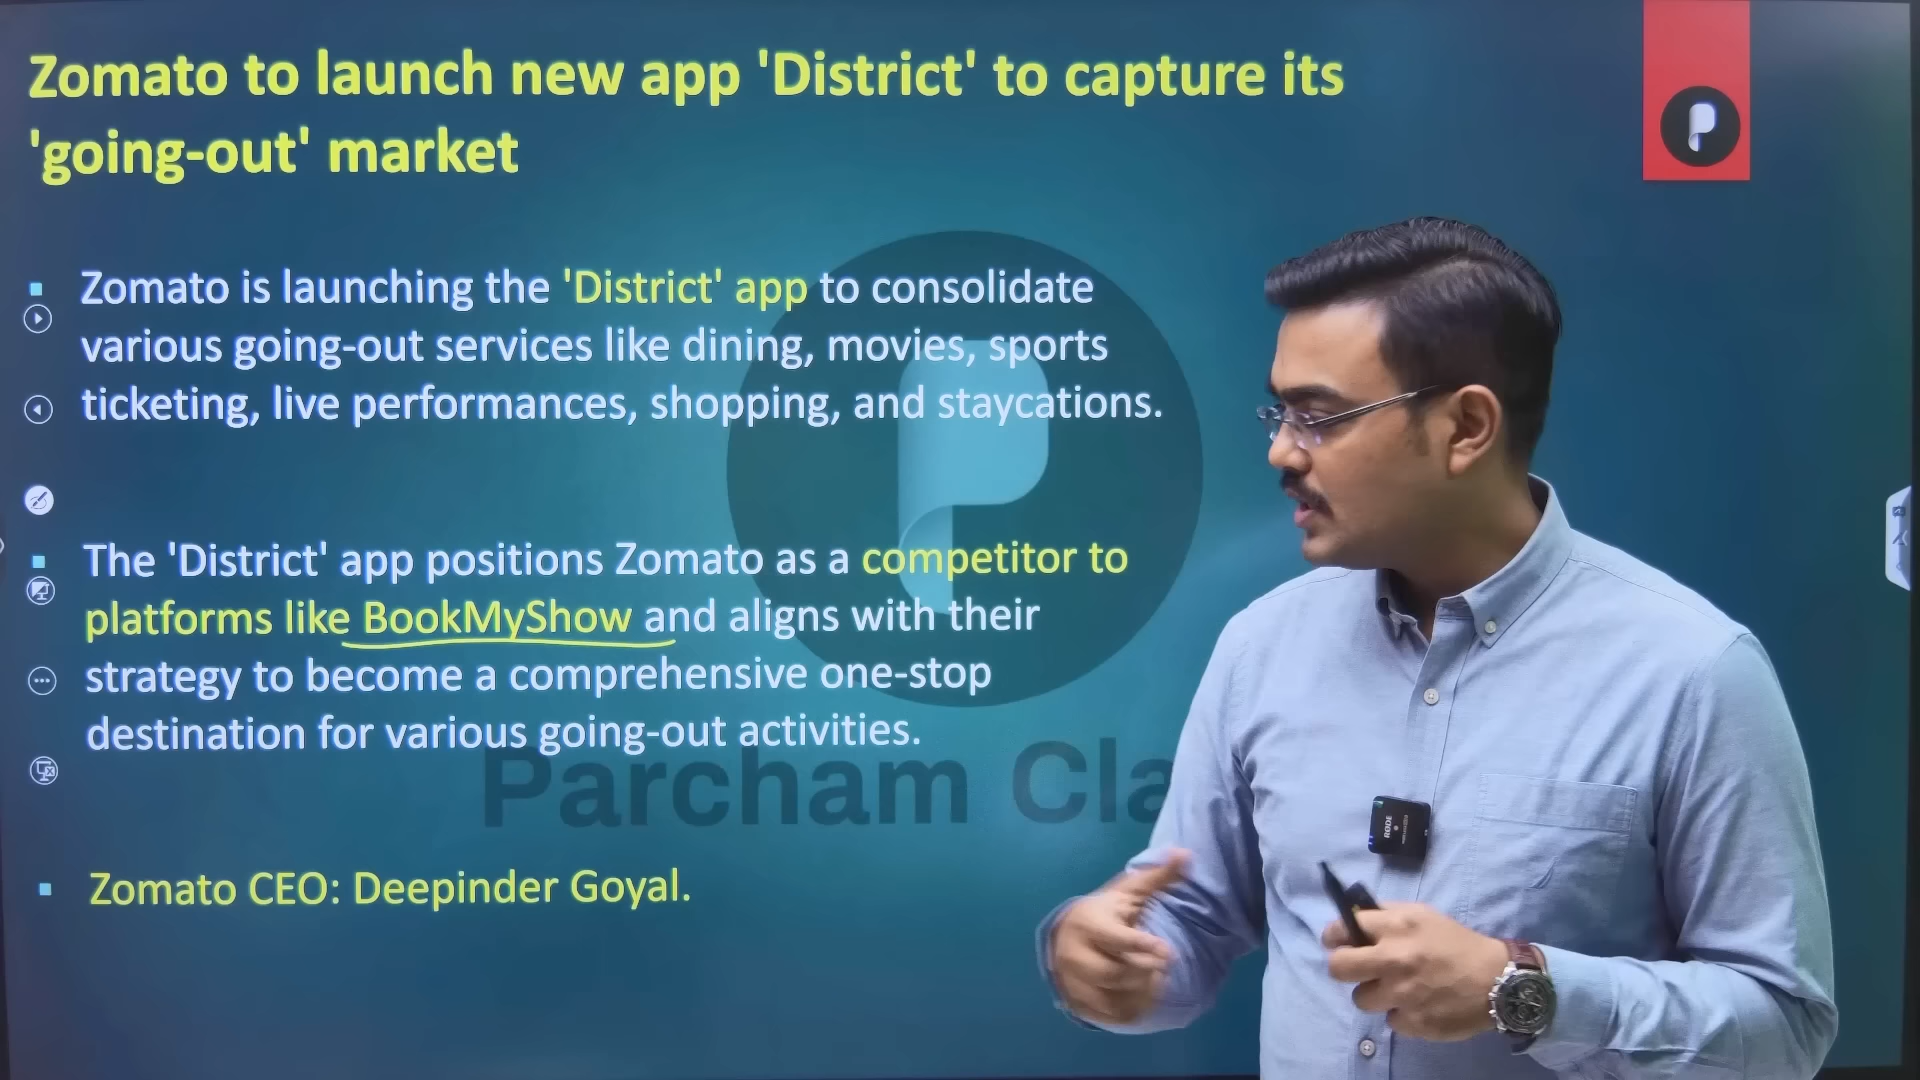 Zomato to launch new app 'District' to capture its
'going-out' market
Zomato is launching the 'District' app to consolidate
various going-out services like dining, movies, sports
ticketing, live performances, shopping, and staycations.
The 'District' app positions Zomato as a competitor to
platforms like BookMyShow and aligns with their
strategy to become a comprehensive one-stop
destination for various going-out activities.
Parcham Cla
Zomato CEO: Deepinder Goyal.
RØDE